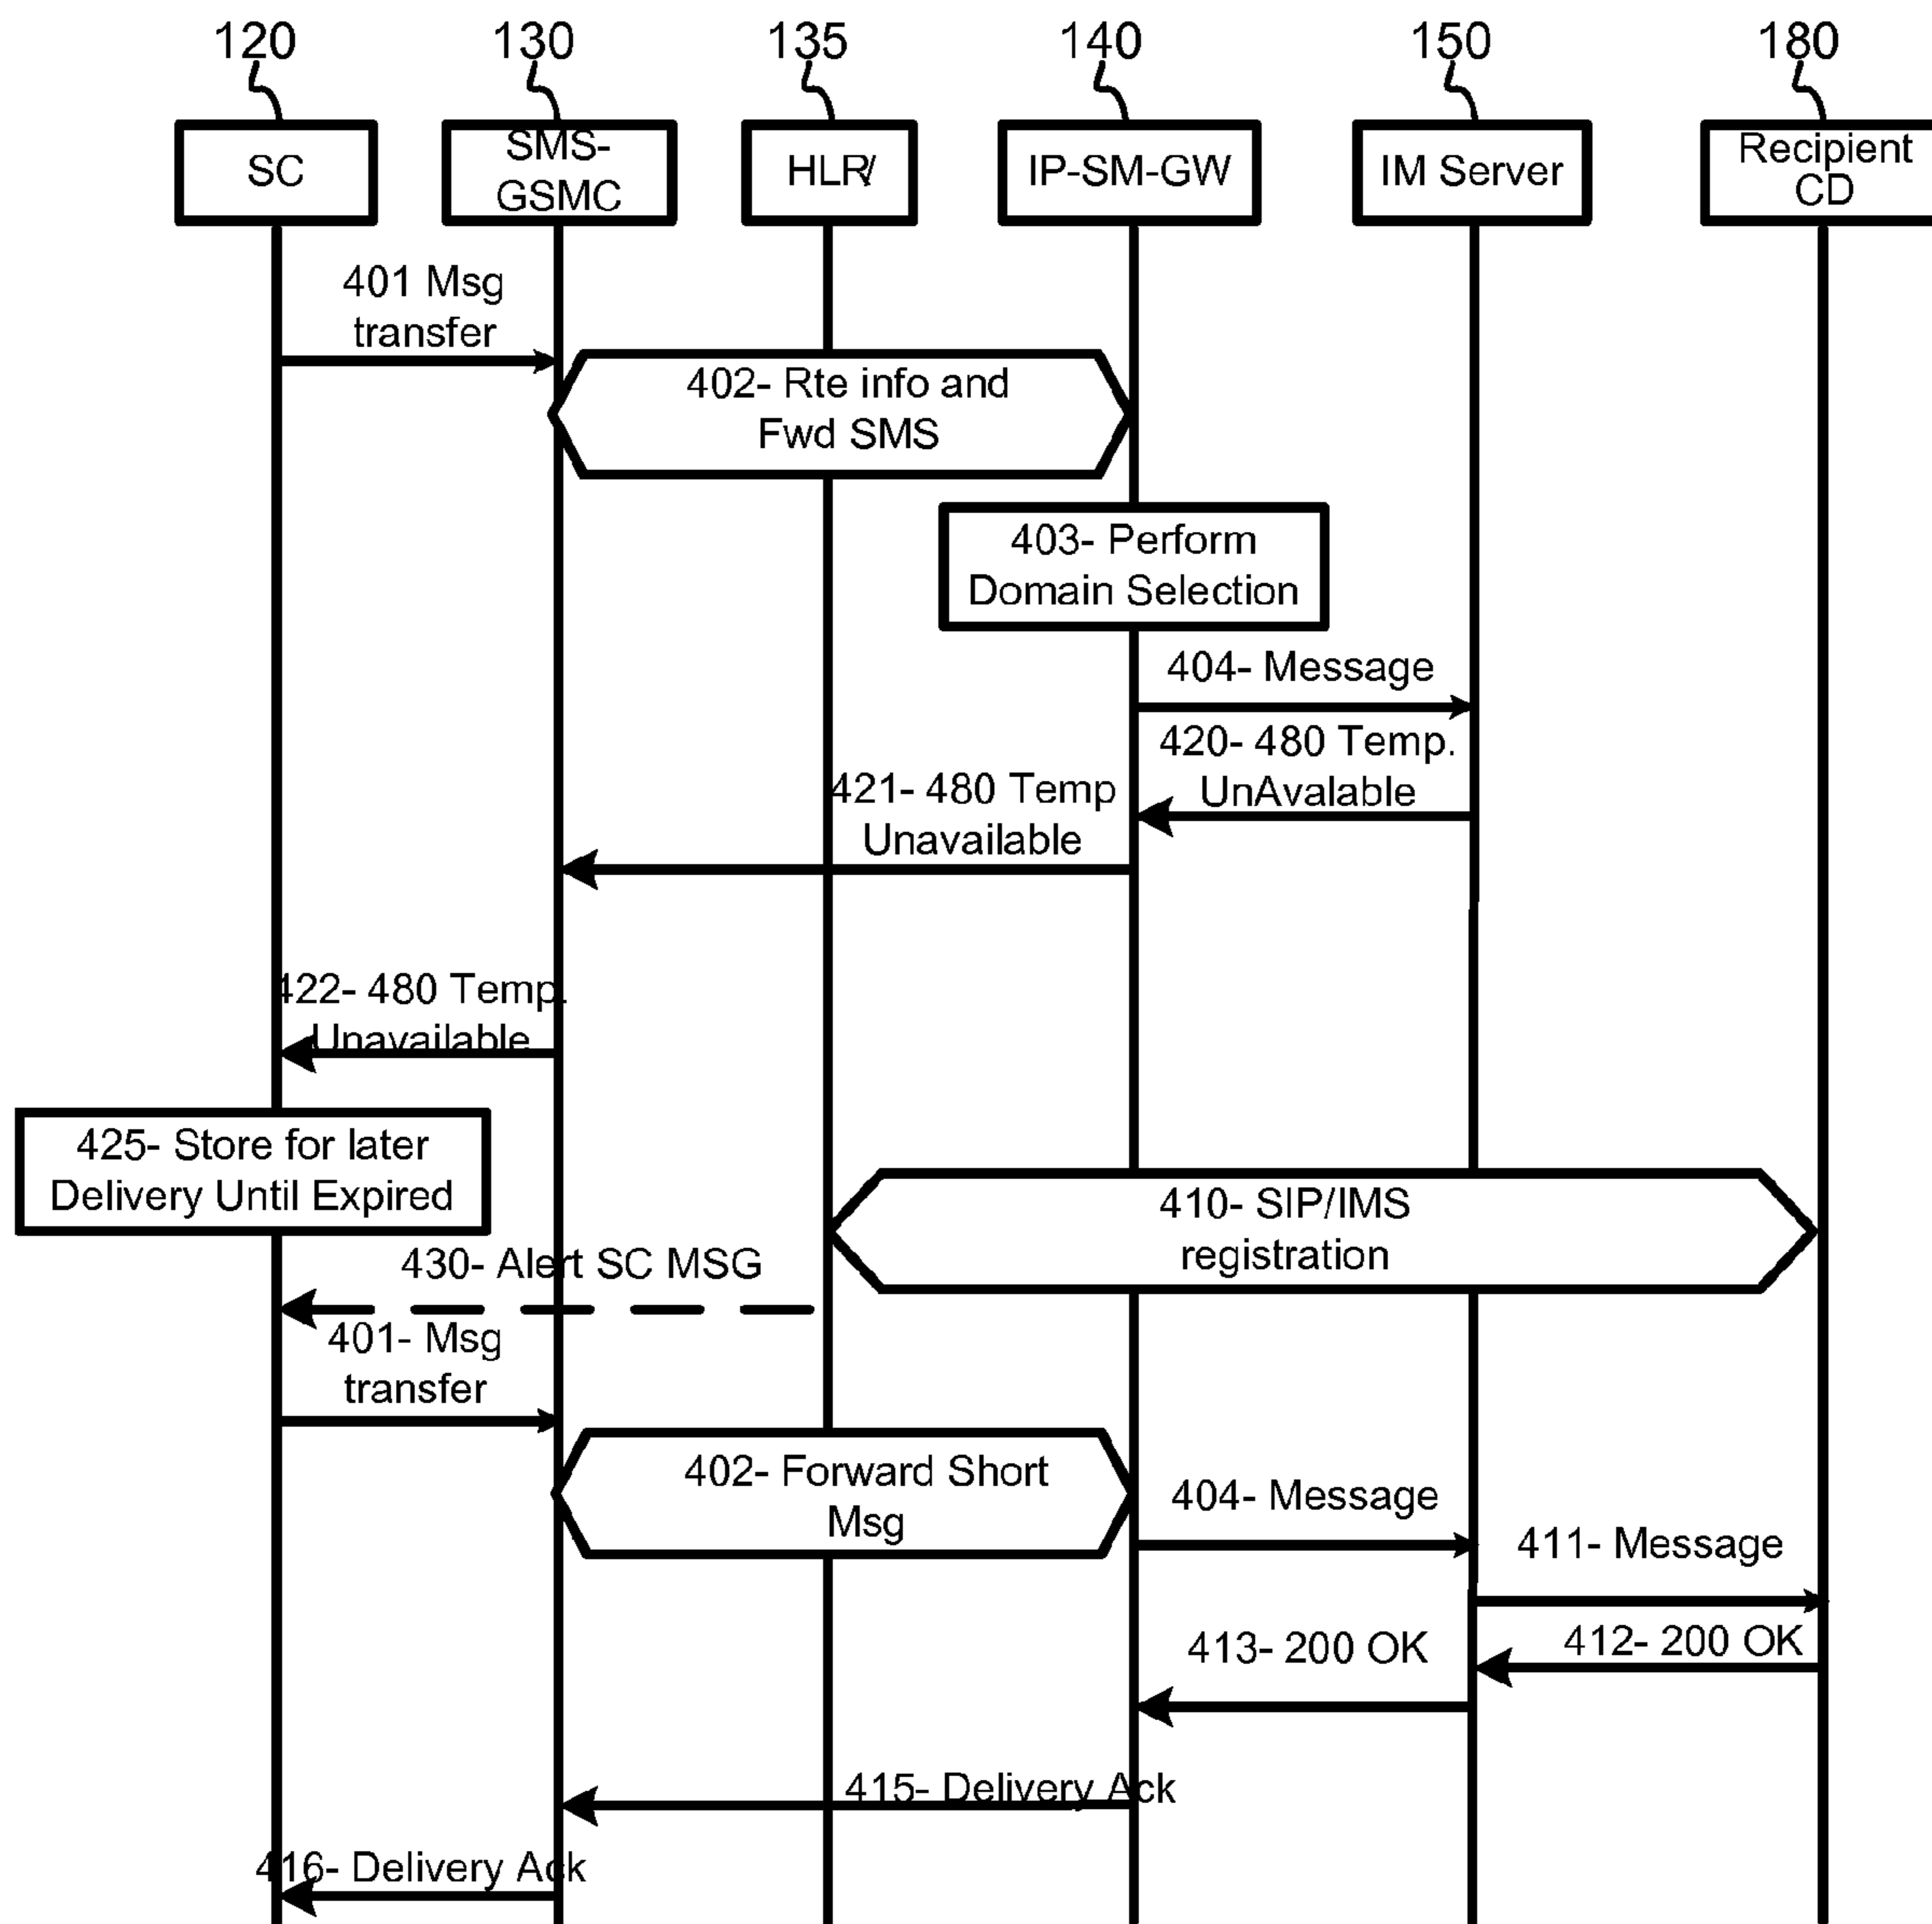 120
130
135
140
150
180
SC
SMS-
GSMC
HLR/
IP-SM-GW
IM Server
Recipient
CD
401 Msg
transfer
402- Rte info and
Fwd SMS
403- Perform
Domain Selection
404- Message
420- 480 Temp.
UnAvalable
421- 480 Temp
Unavailable
422- 480 Temp.
Unavailable
425- Store for later
Delivery Until Expired
410- SIP/IMS
registration
430- Alert SC MSG
401- Msg
transfer
402- Forward Short
Msg
404- Message
411- Message
412- 200 OK
413- 200 OK
415- Delivery Ack
416- Delivery Ack